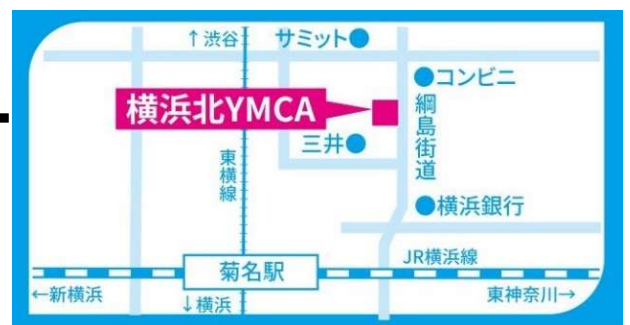 ↑渋谷
サミット
コンビニ
横浜北YMCA
綱島街道
三井
東横線
横浜銀行
JR横浜線
菊名駅
←新横浜
↓横浜
東神奈川→